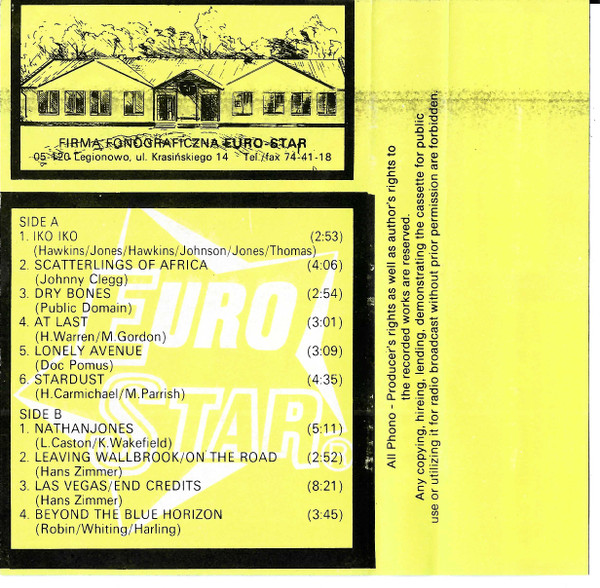 FIRMA FONOGRAFICZNA EURO-STAR
05-120 Legionowo, ul. Krasińskiego 14 Tel./fax 74-41-18
SIDE A
1. IKO IKO (2:53)
(Hawkins/Jones/Hawkins/Johnson/Jones/Thomas)
2. SCATTERLINGS OF AFRICA (4:06)
(Johnny Clegg)
3. DRY BONES (2:54)
(Public Domain)
4. AT LAST (3:01)
(H.Warren/M.Gordon)
5. LONELY AVENUE (3:09)
(Doc Pomus)
6. STARDUST (4:35)
(H.Carmichael/M.Parrish)
SIDE B
1. NATHANJONES (5:11)
(L.Caston/K.Wakefield)
2. LEAVING WALLBROOK/ON THE ROAD (2:52)
(Hans Zimmer)
3. LAS VEGAS/END CREDITS (8:21)
(Hans Zimmer)
4. BEYOND THE BLUE HORIZON (3:45)
(Robin/Whiting/Harling)
EURO
STAR®
All Phono - Producer's rights as well as author's rights to
the recorded works are reserved.
Any copying, hireing, lending, demonstrating the cassette for public
use or utilizing it for radio broadcast without prior permission are forbidden.